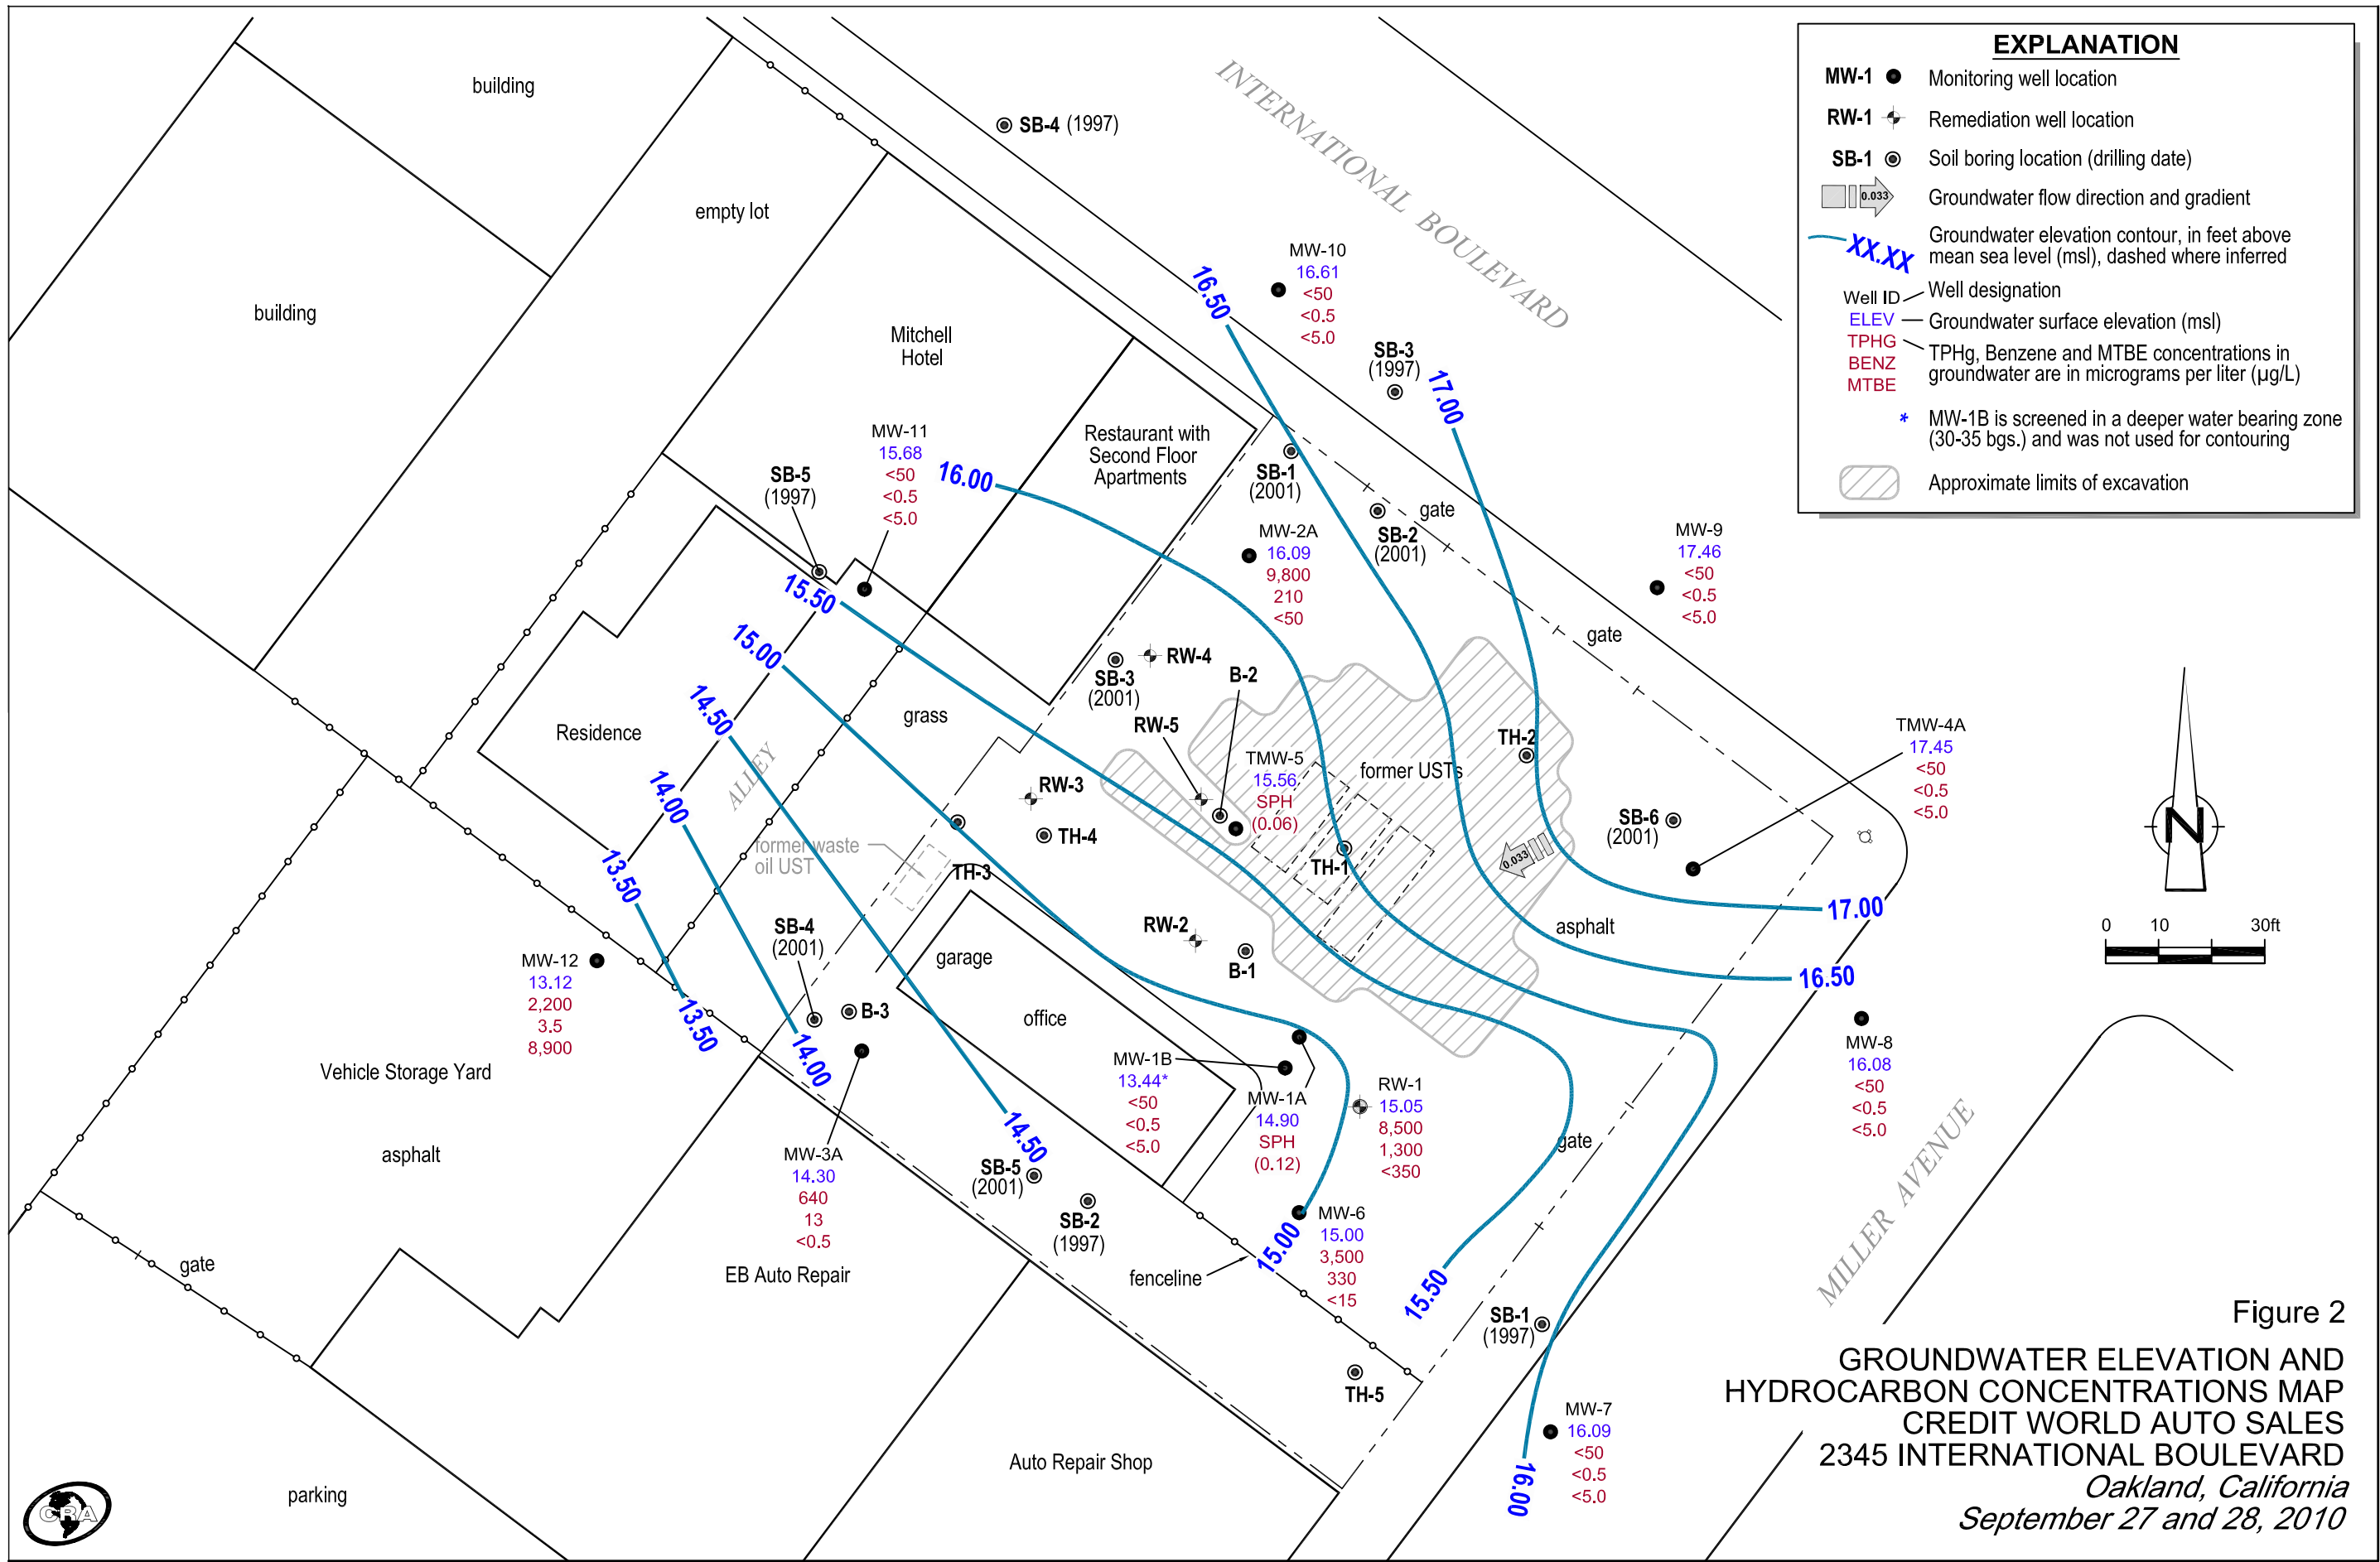 EXPLANATION
MW-1 Monitoring well location
RW-1 Remediation well location
SB-1 Soil boring location (drilling date)
0.033 Groundwater flow direction and gradient
XX.XX Groundwater elevation contour, in feet above
mean sea level (msl), dashed where inferred
Well ID Well designation
ELEV Groundwater surface elevation (msl)
TPHG
BENZ
MTBE
TPHg, Benzene and MTBE concentrations in
groundwater are in micrograms per liter (µg/L)
* MW-1B is screened in a deeper water bearing zone
(30-35 bgs.) and was not used for contouring
Approximate limits of excavation
building
SB-4 (1997)
INTERNATIONAL BOULEVARD
empty lot
building
Mitchell
Hotel
MW-10
16.61
<50
<0.5
<5.0
16.50
SB-3
(1997)
17.00
MW-11
15.68
<50
<0.5
<5.0
SB-5
(1997)
16.00
Restaurant with
Second Floor
Apartments
SB-1
(2001)
gate
SB-2
(2001)
MW-2A
16.09
9,800
210
<50
MW-9
17.46
<50
<0.5
<5.0
gate
15.50
15.00
14.50
14.00
13.50
SB-3
(2001)
RW-4
B-2
RW-5
Residence
grass
ALLEY
RW-3
TH-4
TMW-5
15.56
SPH
(0.06)
former USTs
TH-2
TH-1
0.033
SB-6
(2001)
TMW-4A
17.45
<50
<0.5
<5.0
N
0 10 30ft
former waste
oil UST
TH-3
17.00
asphalt
16.50
SB-4
(2001)
B-3
garage
office
RW-2
B-1
MW-12
13.12
2,200
3.5
8,900
13.50
14.00
14.50
Vehicle Storage Yard
asphalt
MW-3A
14.30
640
13
<0.5
MW-1B
13.44*
<50
<0.5
<5.0
MW-1A
14.90
SPH
(0.12)
RW-1
15.05
8,500
1,300
<350
gate
MW-8
16.08
<50
<0.5
<5.0
MILLER AVENUE
SB-5
(2001)
SB-2
(1997)
MW-6
15.00
3,500
330
<15
15.00
fenceline
15.50
SB-1
(1997)
TH-5
gate
EB Auto Repair
Auto Repair Shop
parking
MW-7
16.09
<50
<0.5
<5.0
16.00
CRA
Figure 2
GROUNDWATER ELEVATION AND
HYDROCARBON CONCENTRATIONS MAP
CREDIT WORLD AUTO SALES
2345 INTERNATIONAL BOULEVARD
Oakland, California
September 27 and 28, 2010